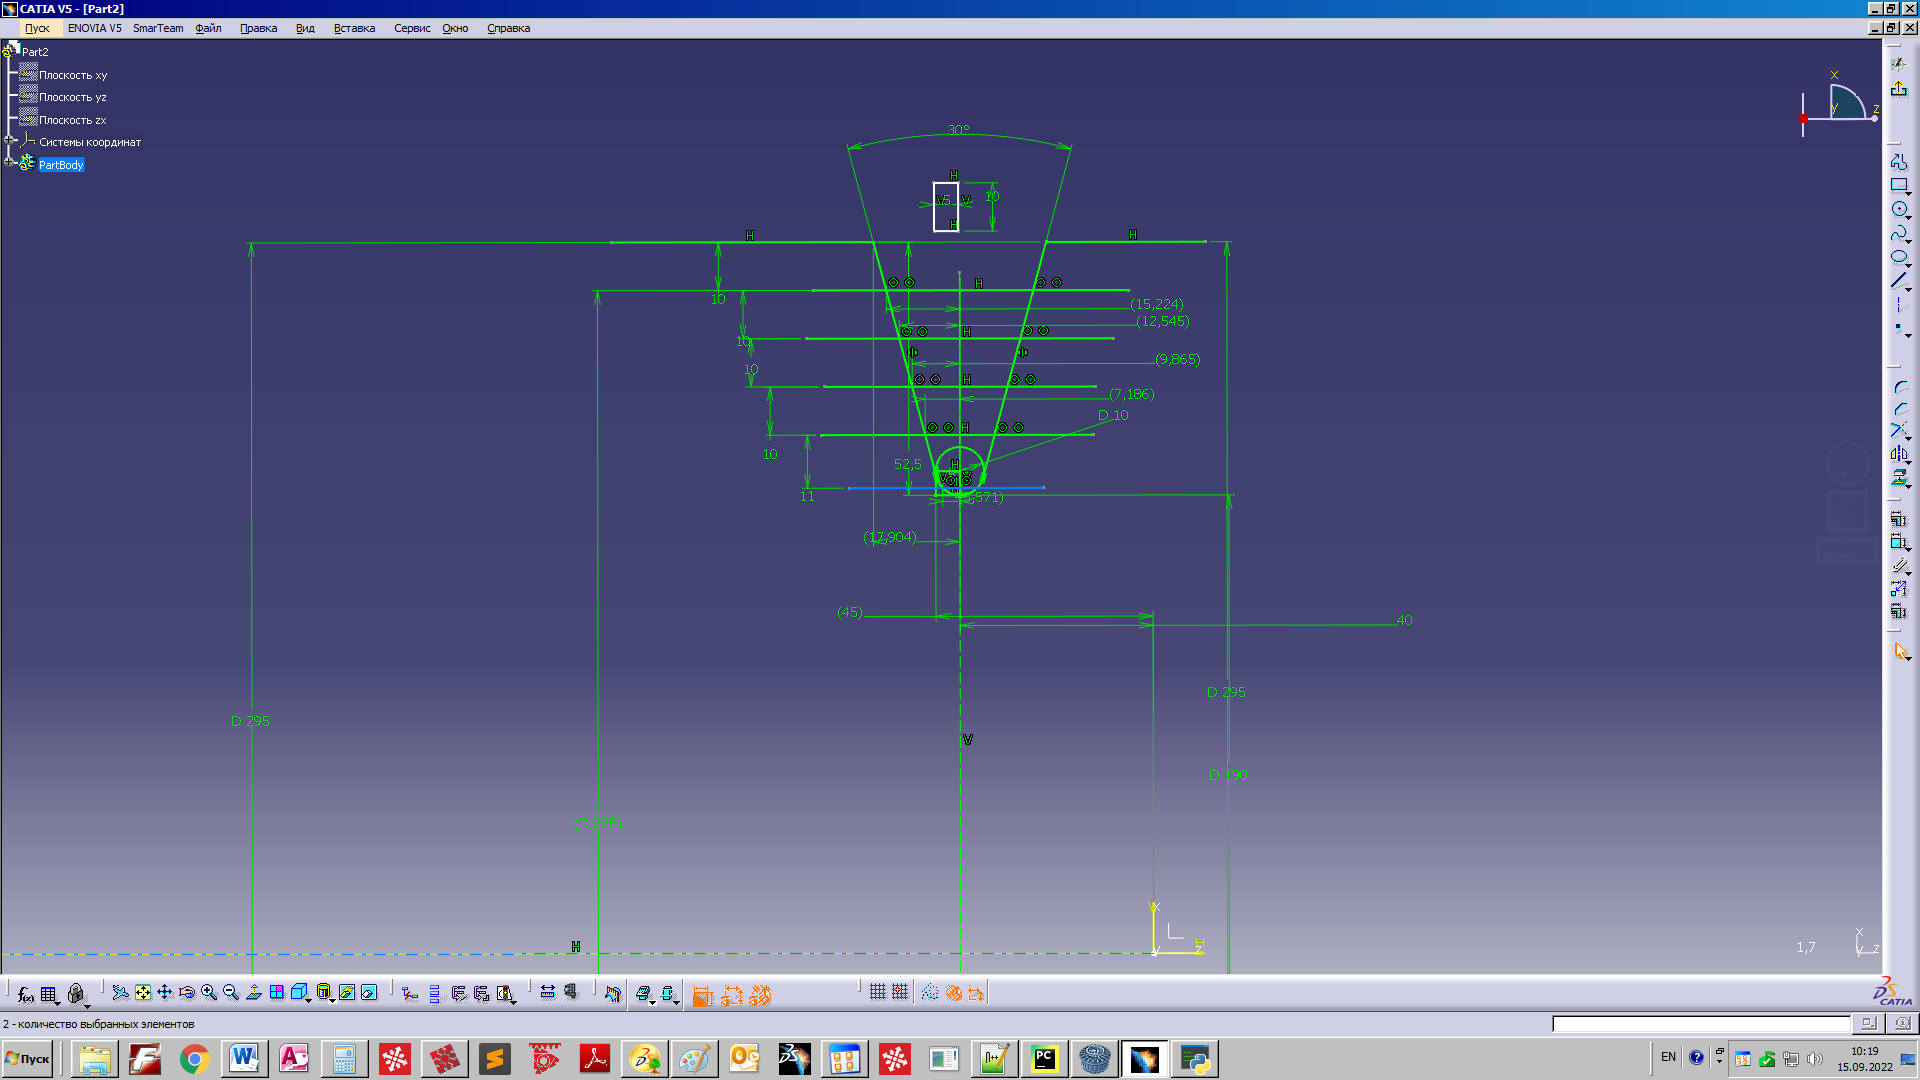 CATIA V5 - [Part2]
Пуск ENOVIA V5 SmarTeam Файл Правка Вид Вставка Сервис Окно Справка
Part2
Плоскость xy
Плоскость yz
Плоскость zx
Системы координат
PartBody
x
y
z
30°
H
V V
10
H
H
H
H
10
(15,224)
(12,545)
H
10
(9,865)
10
H
(7,186)
D 10
H
10
52,5
H
11
(17,904)
(45)
40
D 295
D 295
V
H
x
H
z
1,7
x
y z
CATIA
2 - количество выбранных элементов
Пуск
EN
10:19
15.09.2022